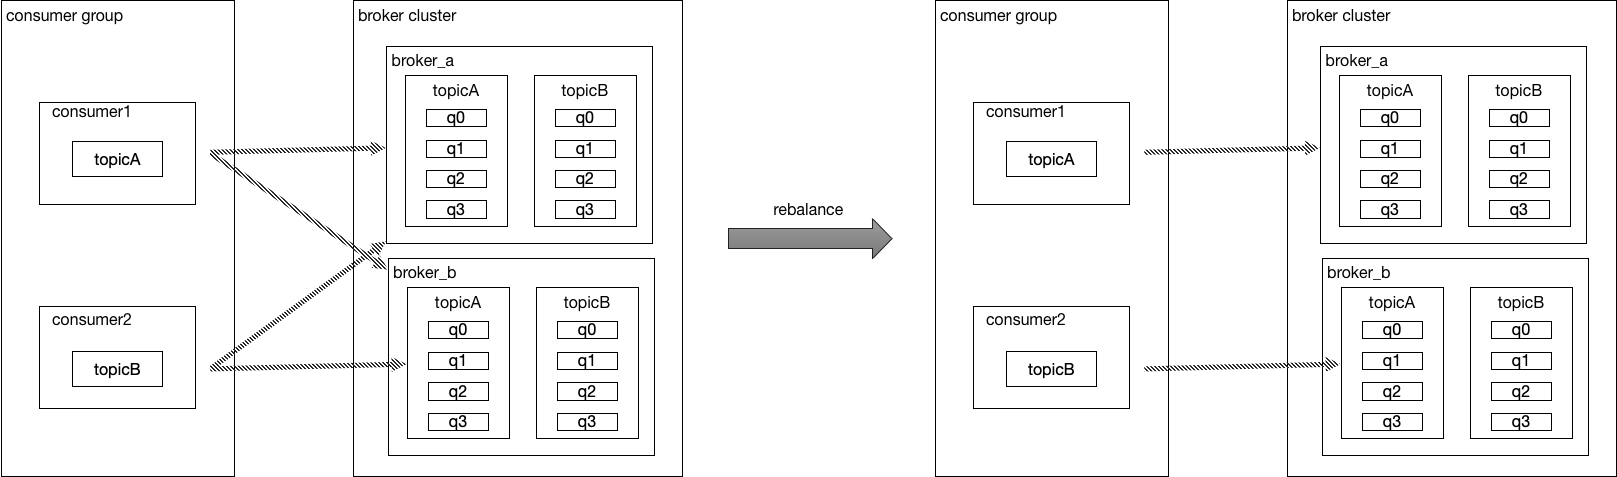 consumer group
consumer1
topicA
consumer2
topicB
broker cluster
broker_a
topicA
q0
q1
q2
q3
topicB
q0
q1
q2
q3
broker_b
topicA
q0
q1
q2
q3
topicB
q0
q1
q2
q3
rebalance
consumer group
consumer1
topicA
consumer2
topicB
broker cluster
broker_a
topicA
q0
q1
q2
q3
topicB
q0
q1
q2
q3
broker_b
topicA
q0
q1
q2
q3
topicB
q0
q1
q2
q3